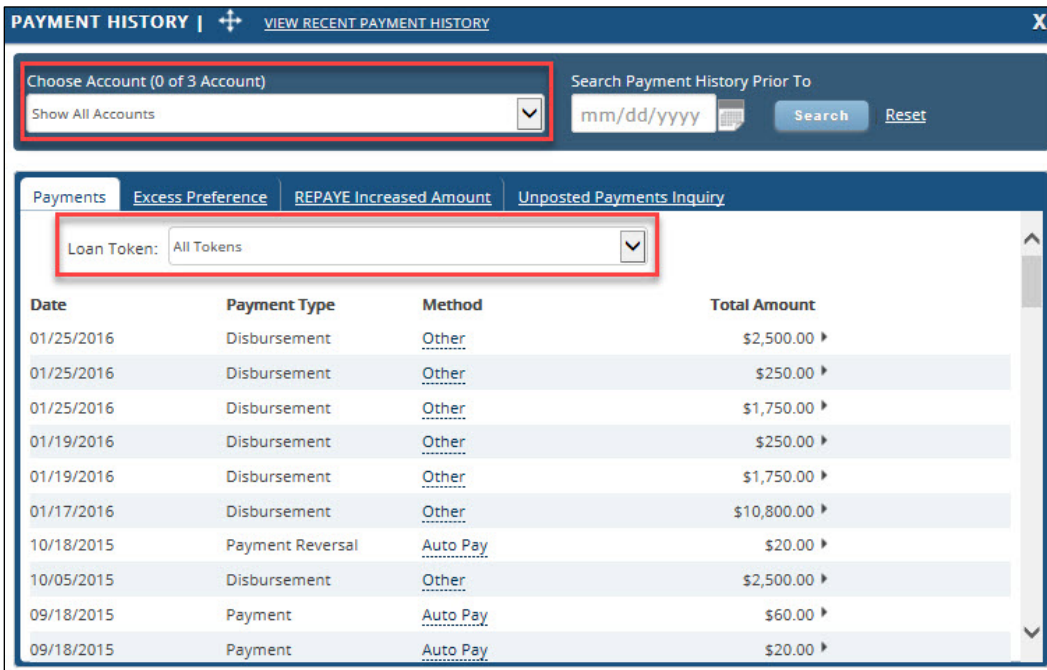 PAYMENT HISTORY | VIEW RECENT PAYMENT HISTORY X
Choose Account (0 of 3 Account) Search Payment History Prior To
Show All Accounts mm/dd/yyyy Search Reset
Payments Excess Preference REPAYE Increased Amount Unposted Payments Inquiry
Loan Token: All Tokens
Date Payment Type Method Total Amount
01/25/2016 Disbursement Other $2,500.00
01/25/2016 Disbursement Other $250.00
01/25/2016 Disbursement Other $1,750.00
01/19/2016 Disbursement Other $250.00
01/19/2016 Disbursement Other $1,750.00
01/17/2016 Disbursement Other $10,800.00
10/18/2015 Payment Reversal Auto Pay $20.00
10/05/2015 Disbursement Other $2,500.00
09/18/2015 Payment Auto Pay $60.00
09/18/2015 Payment Auto Pay $20.00